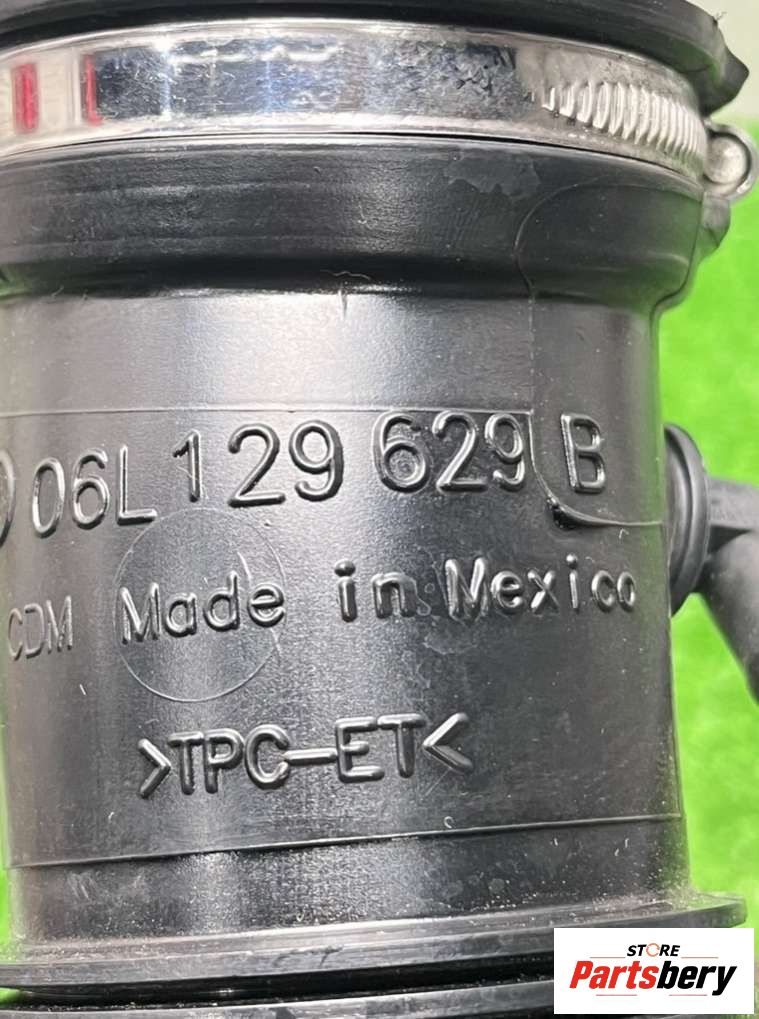 06L 129 629 B
CDM Made in Mexico
>TPC-ET<
STORE
Partsbery